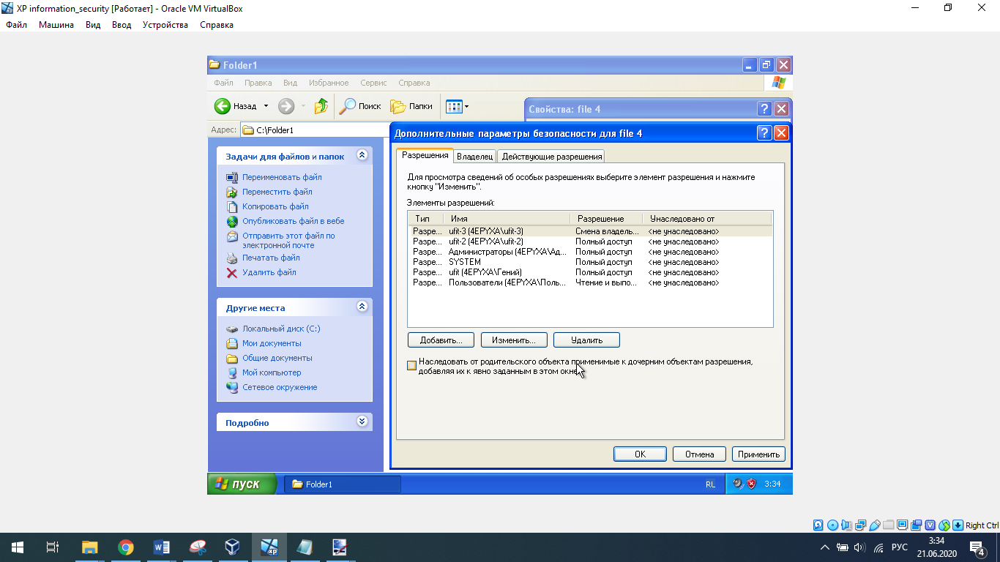 XP information_security [Работает] - Oracle VM VirtualBox
Файл Машина Вид Ввод Устройства Справка
Folder1
Файл Правка Вид Избранное Сервис Справка
Назад Поиск Папки
Свойства: file 4
Адрес: C:\Folder1
Дополнительные параметры безопасности для file 4
Разрешения Владелец Действующие разрешения
Для просмотра сведений об особых разрешениях выберите элемент разрешения и нажмите
кнопку "Изменить".
Элементы разрешений:
Тип Имя Разрешение Унаследовано от
Разре... ufit-3 (4EPYXA\ufit-3) Смена владель... <не унаследовано>
Разре... ufit-2 (4EPYXA\ufit-2) Полный доступ <не унаследовано>
Разре... Администраторы (4EPYXA\Ад... Полный доступ <не унаследовано>
Разре... SYSTEM Полный доступ <не унаследовано>
Разре... ufit (4EPYXA\Гений) Полный доступ <не унаследовано>
Разре... Пользователи (4EPYXA\Поль... Чтение и выпо... <не унаследовано>
Добавить... Изменить... Удалить
Наследовать от родительского объекта применимые к дочерним объектам разрешения,
добавляя их к явно заданным в этом окне.
OK Отмена Применить
Задачи для файлов и папок
Переименовать файл
Переместить файл
Копировать файл
Опубликовать файл в вебе
Отправить этот файл по
электронной почте
Печатать файл
Удалить файл
Другие места
Локальный диск (C:)
Мои документы
Общие документы
Мой компьютер
Сетевое окружение
Подробно
пуск Folder1 RL 3:34
Right Ctrl
W xp РУС 3:34
21.06.2020
4